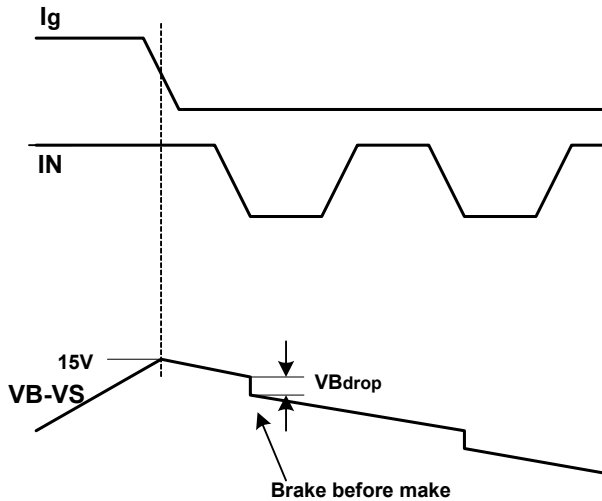 Ig
IN
15V
VB-VS
VBdrop
Brake before make